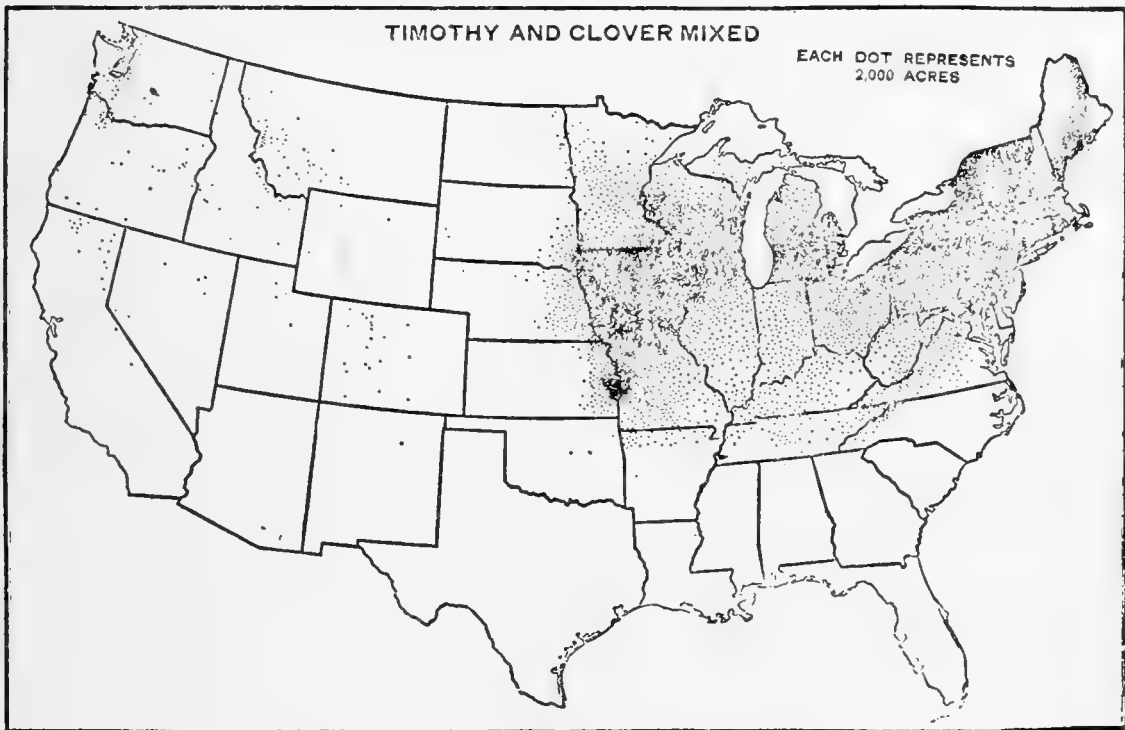 TIMOTHY AND CLOVER MIXED
EACH DOT REPRESENTS
2,000 ACRES